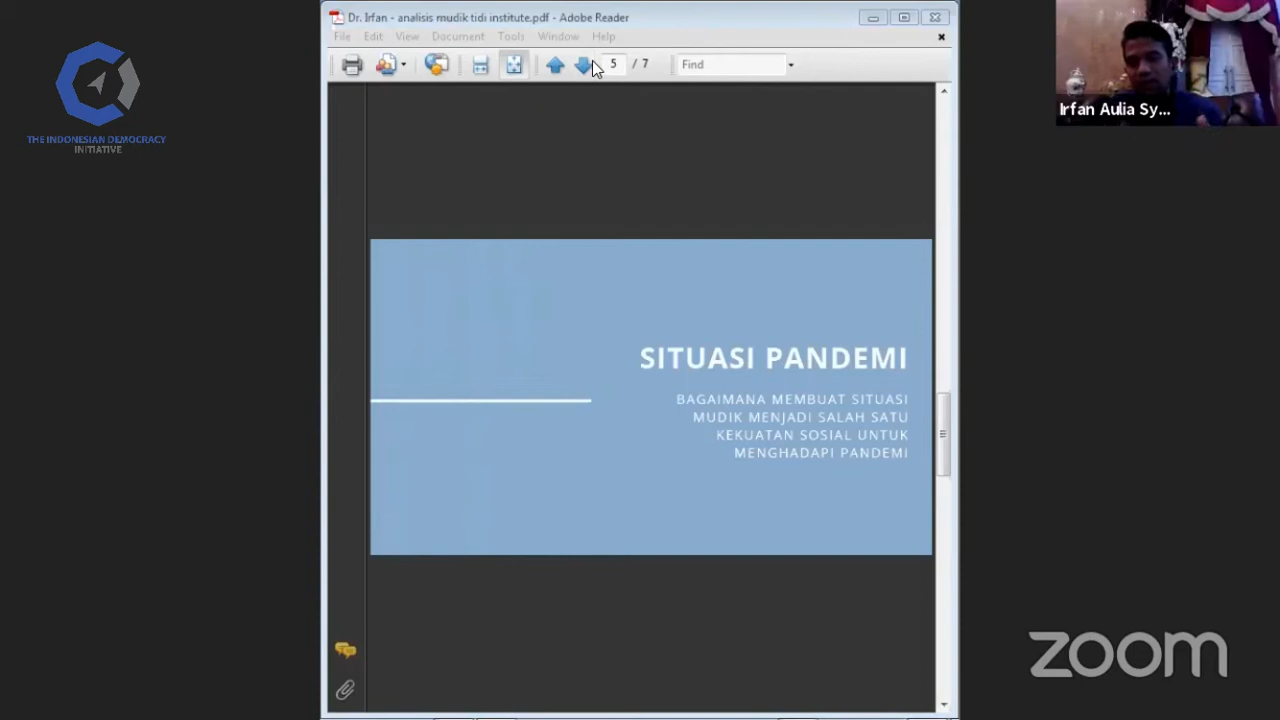 Dr. Irfan - analisis mudik tidi institute.pdf - Adobe Reader
File Edit View Document Tools Window Help
5 / 7 Find
THE INDONESIAN DEMOCRACY
INITIATIVE
Irfan Aulia Sy...
SITUASI PANDEMI
BAGAIMANA MEMBUAT SITUASI
MUDIK MENJADI SALAH SATU
KEKUATAN SOSIAL UNTUK
MENGHADAPI PANDEMI
zoom